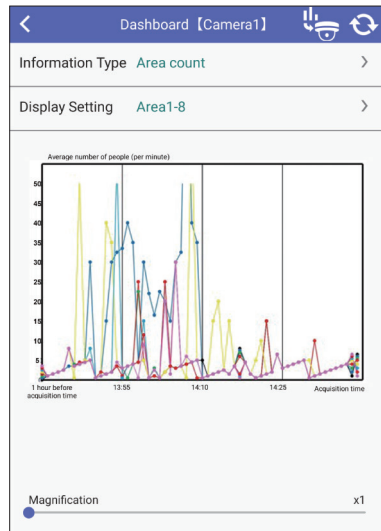 Dashboard【Camera1】
Information Type Area count
Display Setting Area1-8
Average number of people (per minute)
50
45
40
35
30
25
20
15
10
5
1 hour before
acquisition time
13:55
14:10
14:25
Acquisition time
Magnification x1